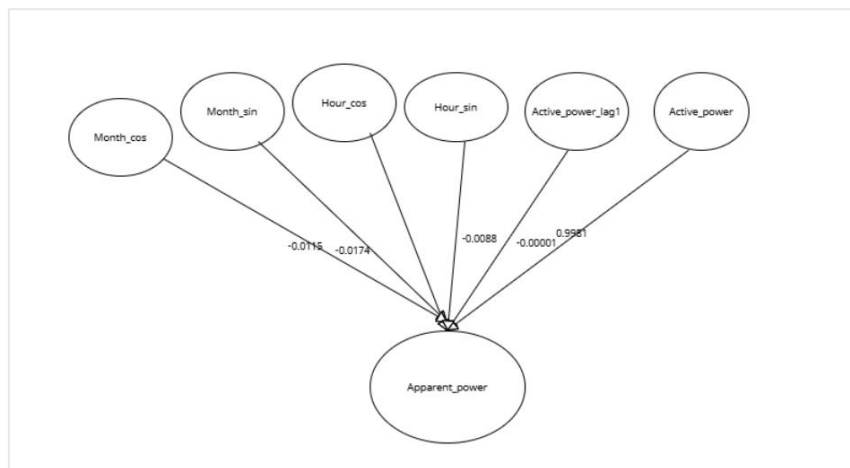 Month_cos
Month_sin
Hour_cos
Hour_sin
Active_power_lag1
Active_power
-0.0115
-0.0174
-0.0088
-0.00001
0.9981
Apparent_power